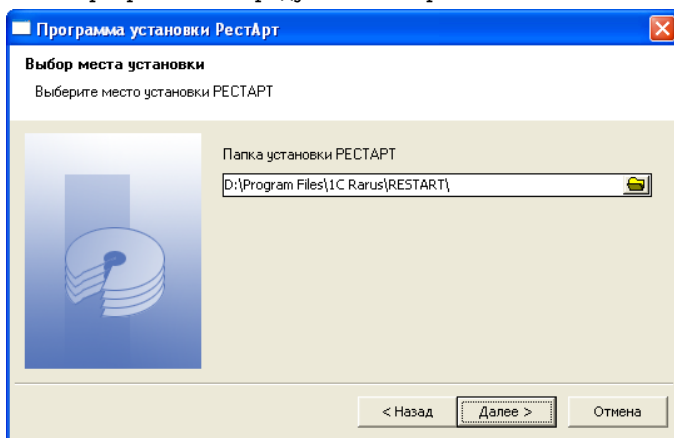 Программа установки РестАрт
Выбор места установки
Выберите место установки РЕСТАРТ
Папка установки РЕСТАРТ
D:\Program Files\1C Rarus\RESTART\
< Назад
Далее >
Отмена